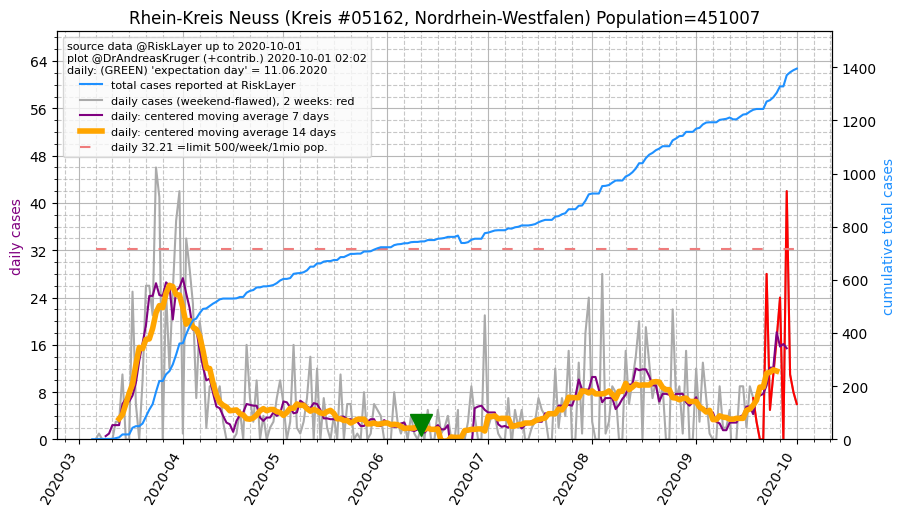 Rhein-Kreis Neuss (Kreis #05162, Nordrhein-Westfalen) Population=451007
source data @RiskLayer up to 2020-10-01
plot @DrAndreasKruger (+contrib.) 2020-10-01 02:02
daily: (GREEN) 'expectation day' = 11.06.2020
total cases reported at RiskLayer
daily cases (weekend-flawed), 2 weeks: red
daily: centered moving average 7 days
daily: centered moving average 14 days
daily 32.21 =limit 500/week/1mio pop.
daily cases
64
56
48
40
32
24
16
8
0
1400
1200
1000
800
600
400
200
0
cumulative total cases
2020-03
2020-04
2020-05
2020-06
2020-07
2020-08
2020-09
2020-10